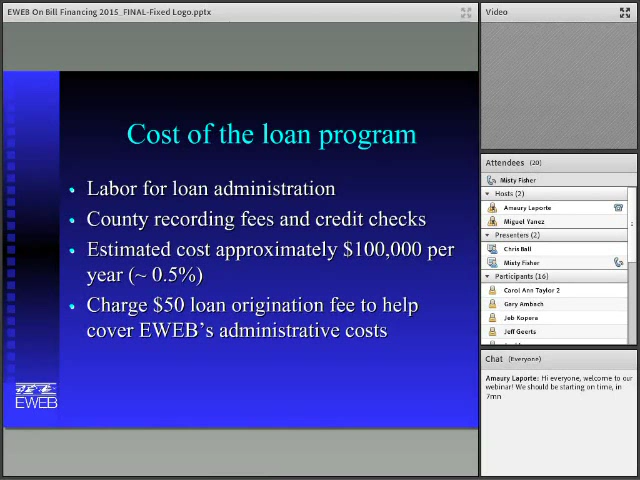 EWEB On Bill Financing 2015_FINAL-Fixed Logo.pptx
Cost of the loan program
Labor for loan administration
County recording fees and credit checks
Estimated cost approximately $100,000 per
year (~ 0.5%)
Charge $50 loan origination fee to help
cover EWEB's administrative costs
EWEB
Video
Attendees (20)
Misty Fisher
Hosts (2)
Amaury Laporte
Miguel Yanez
Presenters (2)
Chris Ball
Misty Fisher
Participants (16)
Carol Ann Taylor 2
Gary Ambach
Jeb Kopera
Jeff Geerts
Chat (Everyone)
Amaury Laporte: Hi everyone, welcome to our
webinar! We should be starting on time, in
7mn